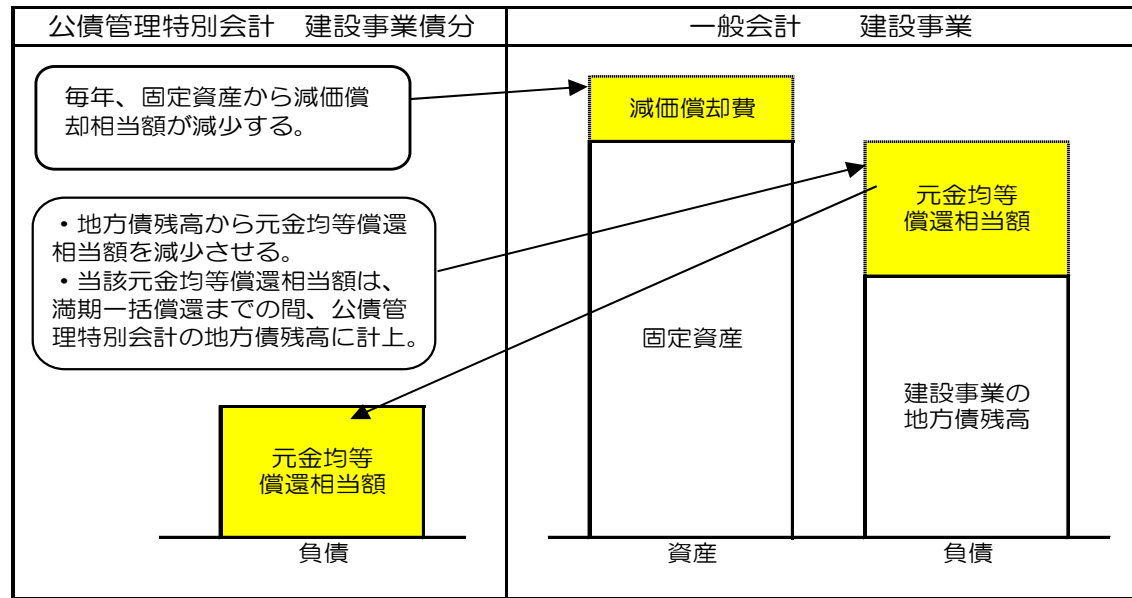 公債管理特別会計　建設事業債分
一般会計　　建設事業
毎年、固定資産から減価償
却相当額が減少する。
・地方債残高から元金均等償還
相当額を減少させる。
・当該元金均等償還相当額は、
満期一括償還までの間、公債管
理特別会計の地方債残高に計上。
元金均等
償還相当額
負債
減価償却費
固定資産
資産
元金均等
償還相当額
建設事業の
地方債残高
負債